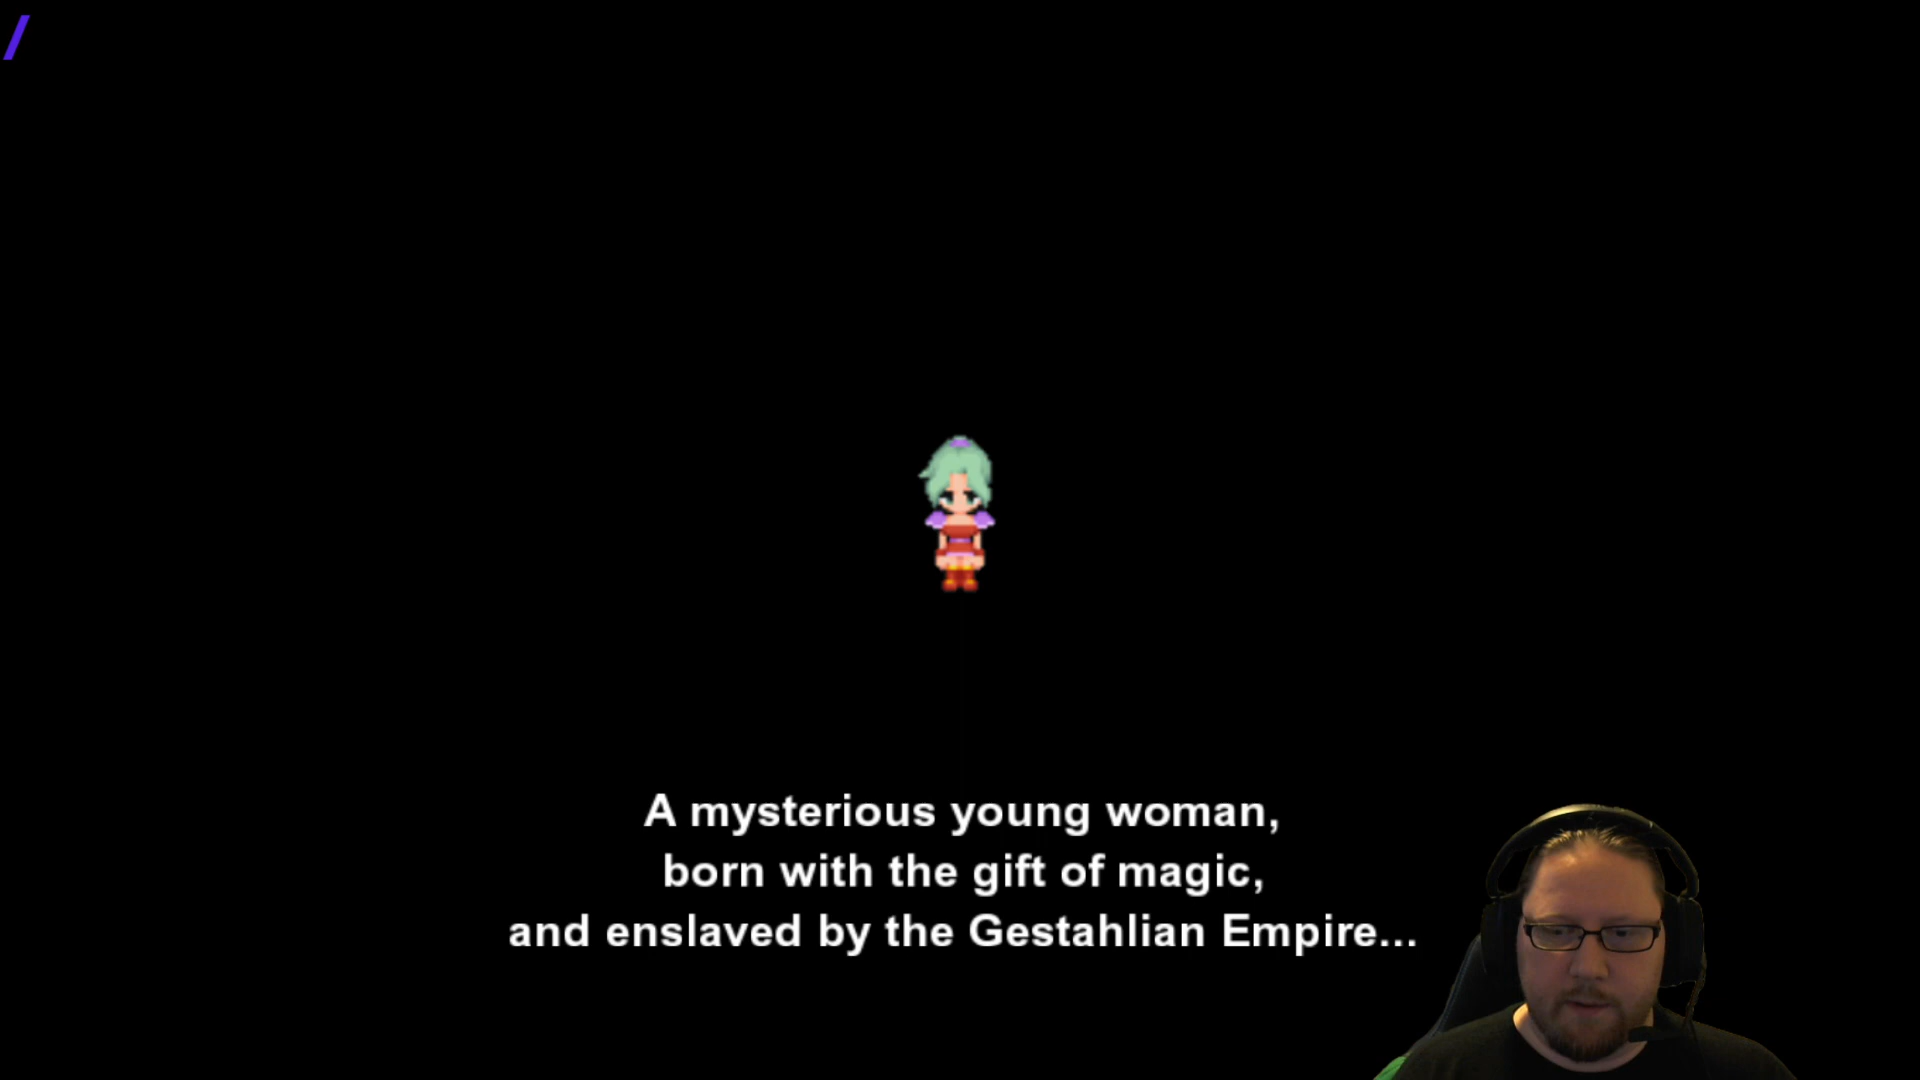 /
A mysterious young woman,
born with the gift of magic,
and enslaved by the Gestahlian Empire...